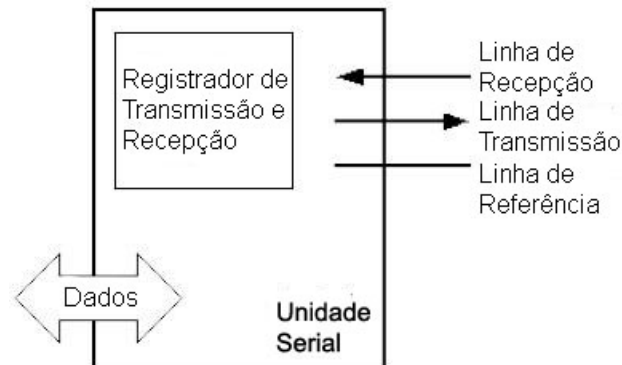 Registrador de
Transmissão e
Recepção
Linha de
Recepção
Linha de
Transmissão
Linha de
Referência
Dados
Unidade
Serial